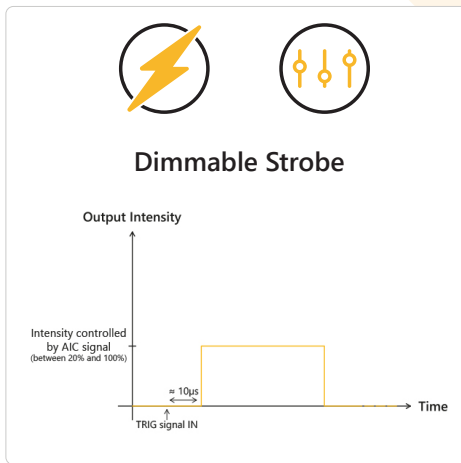 Dimmable Strobe
Output Intensity
Intensity controlled
by AIC signal
(between 20% and 100%)
≈ 10μs
Time
TRIG signal IN